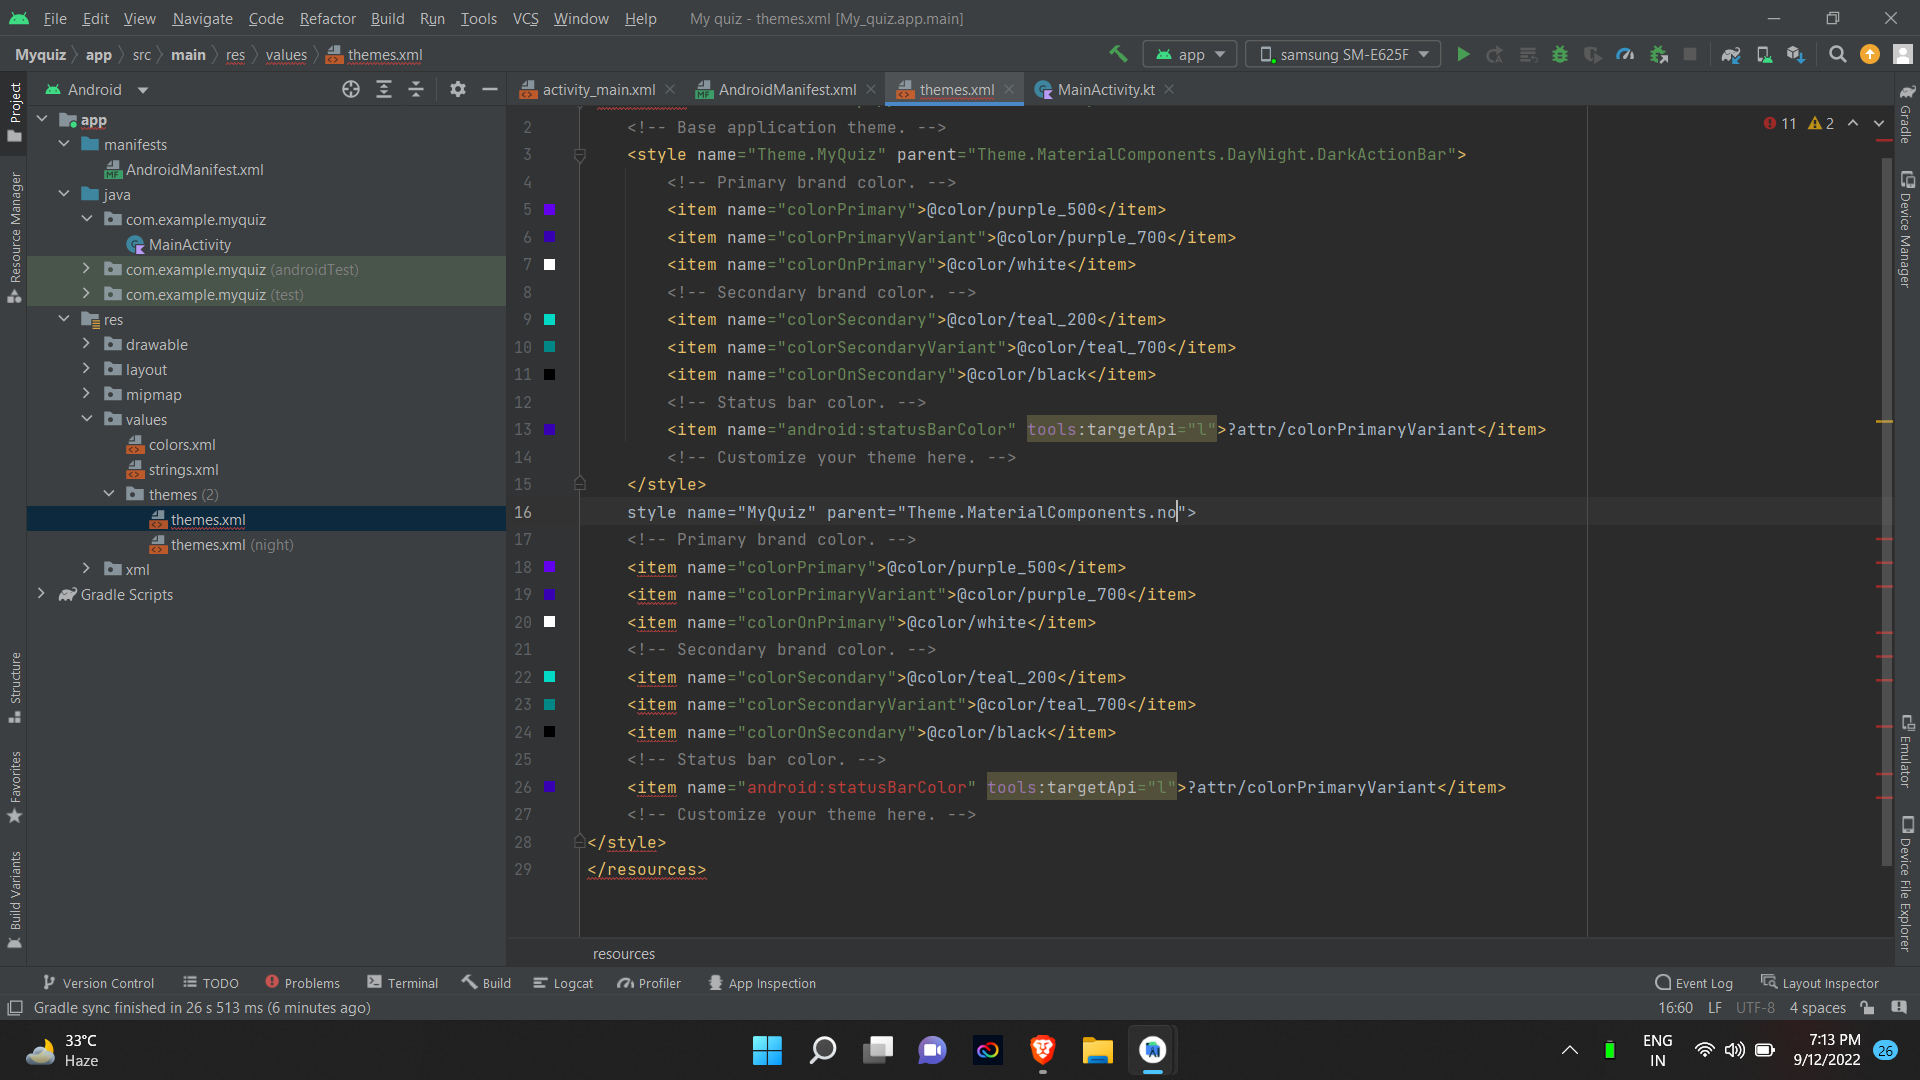 File Edit View Navigate Code Refactor Build Run Tools VCS Window Help My quiz - themes.xml [My_quiz.app.main]
Myquiz app src main res values themes.xml app samsung SM-E625F
Android
activity_main.xml AndroidManifest.xml themes.xml MainActivity.kt
Project
Resource Manager
Structure
Favorites
Build Variants
app
manifests
AndroidManifest.xml
java
com.example.myquiz
MainActivity
com.example.myquiz (androidTest)
com.example.myquiz (test)
res
drawable
layout
mipmap
values
colors.xml
strings.xml
themes (2)
themes.xml
themes.xml (night)
xml
Gradle Scripts
11 2
2 <!-- Base application theme. -->
3 <style name="Theme.MyQuiz" parent="Theme.MaterialComponents.DayNight.DarkActionBar">
4 <!-- Primary brand color. -->
5 <item name="colorPrimary">@color/purple_500</item>
6 <item name="colorPrimaryVariant">@color/purple_700</item>
7 <item name="colorOnPrimary">@color/white</item>
8 <!-- Secondary brand color. -->
9 <item name="colorSecondary">@color/teal_200</item>
10 <item name="colorSecondaryVariant">@color/teal_700</item>
11 <item name="colorOnSecondary">@color/black</item>
12 <!-- Status bar color. -->
13 <item name="android:statusBarColor" tools:targetApi="l">?attr/colorPrimaryVariant</item>
14 <!-- Customize your theme here. -->
15 </style>
16 style name="MyQuiz" parent="Theme.MaterialComponents.no">
17 <!-- Primary brand color. -->
18 <item name="colorPrimary">@color/purple_500</item>
19 <item name="colorPrimaryVariant">@color/purple_700</item>
20 <item name="colorOnPrimary">@color/white</item>
21 <!-- Secondary brand color. -->
22 <item name="colorSecondary">@color/teal_200</item>
23 <item name="colorSecondaryVariant">@color/teal_700</item>
24 <item name="colorOnSecondary">@color/black</item>
25 <!-- Status bar color. -->
26 <item name="android:statusBarColor" tools:targetApi="l">?attr/colorPrimaryVariant</item>
27 <!-- Customize your theme here. -->
28 </style>
29 </resources>
resources
Gradle
Device Manager
Emulator
Device File Explorer
Version Control TODO Problems Terminal Build Logcat Profiler App Inspection Event Log Layout Inspector
Gradle sync finished in 26 s 513 ms (6 minutes ago) 16:60 LF UTF-8 4 spaces
33°C
Haze
ENG
IN
7:13 PM
9/12/2022
26